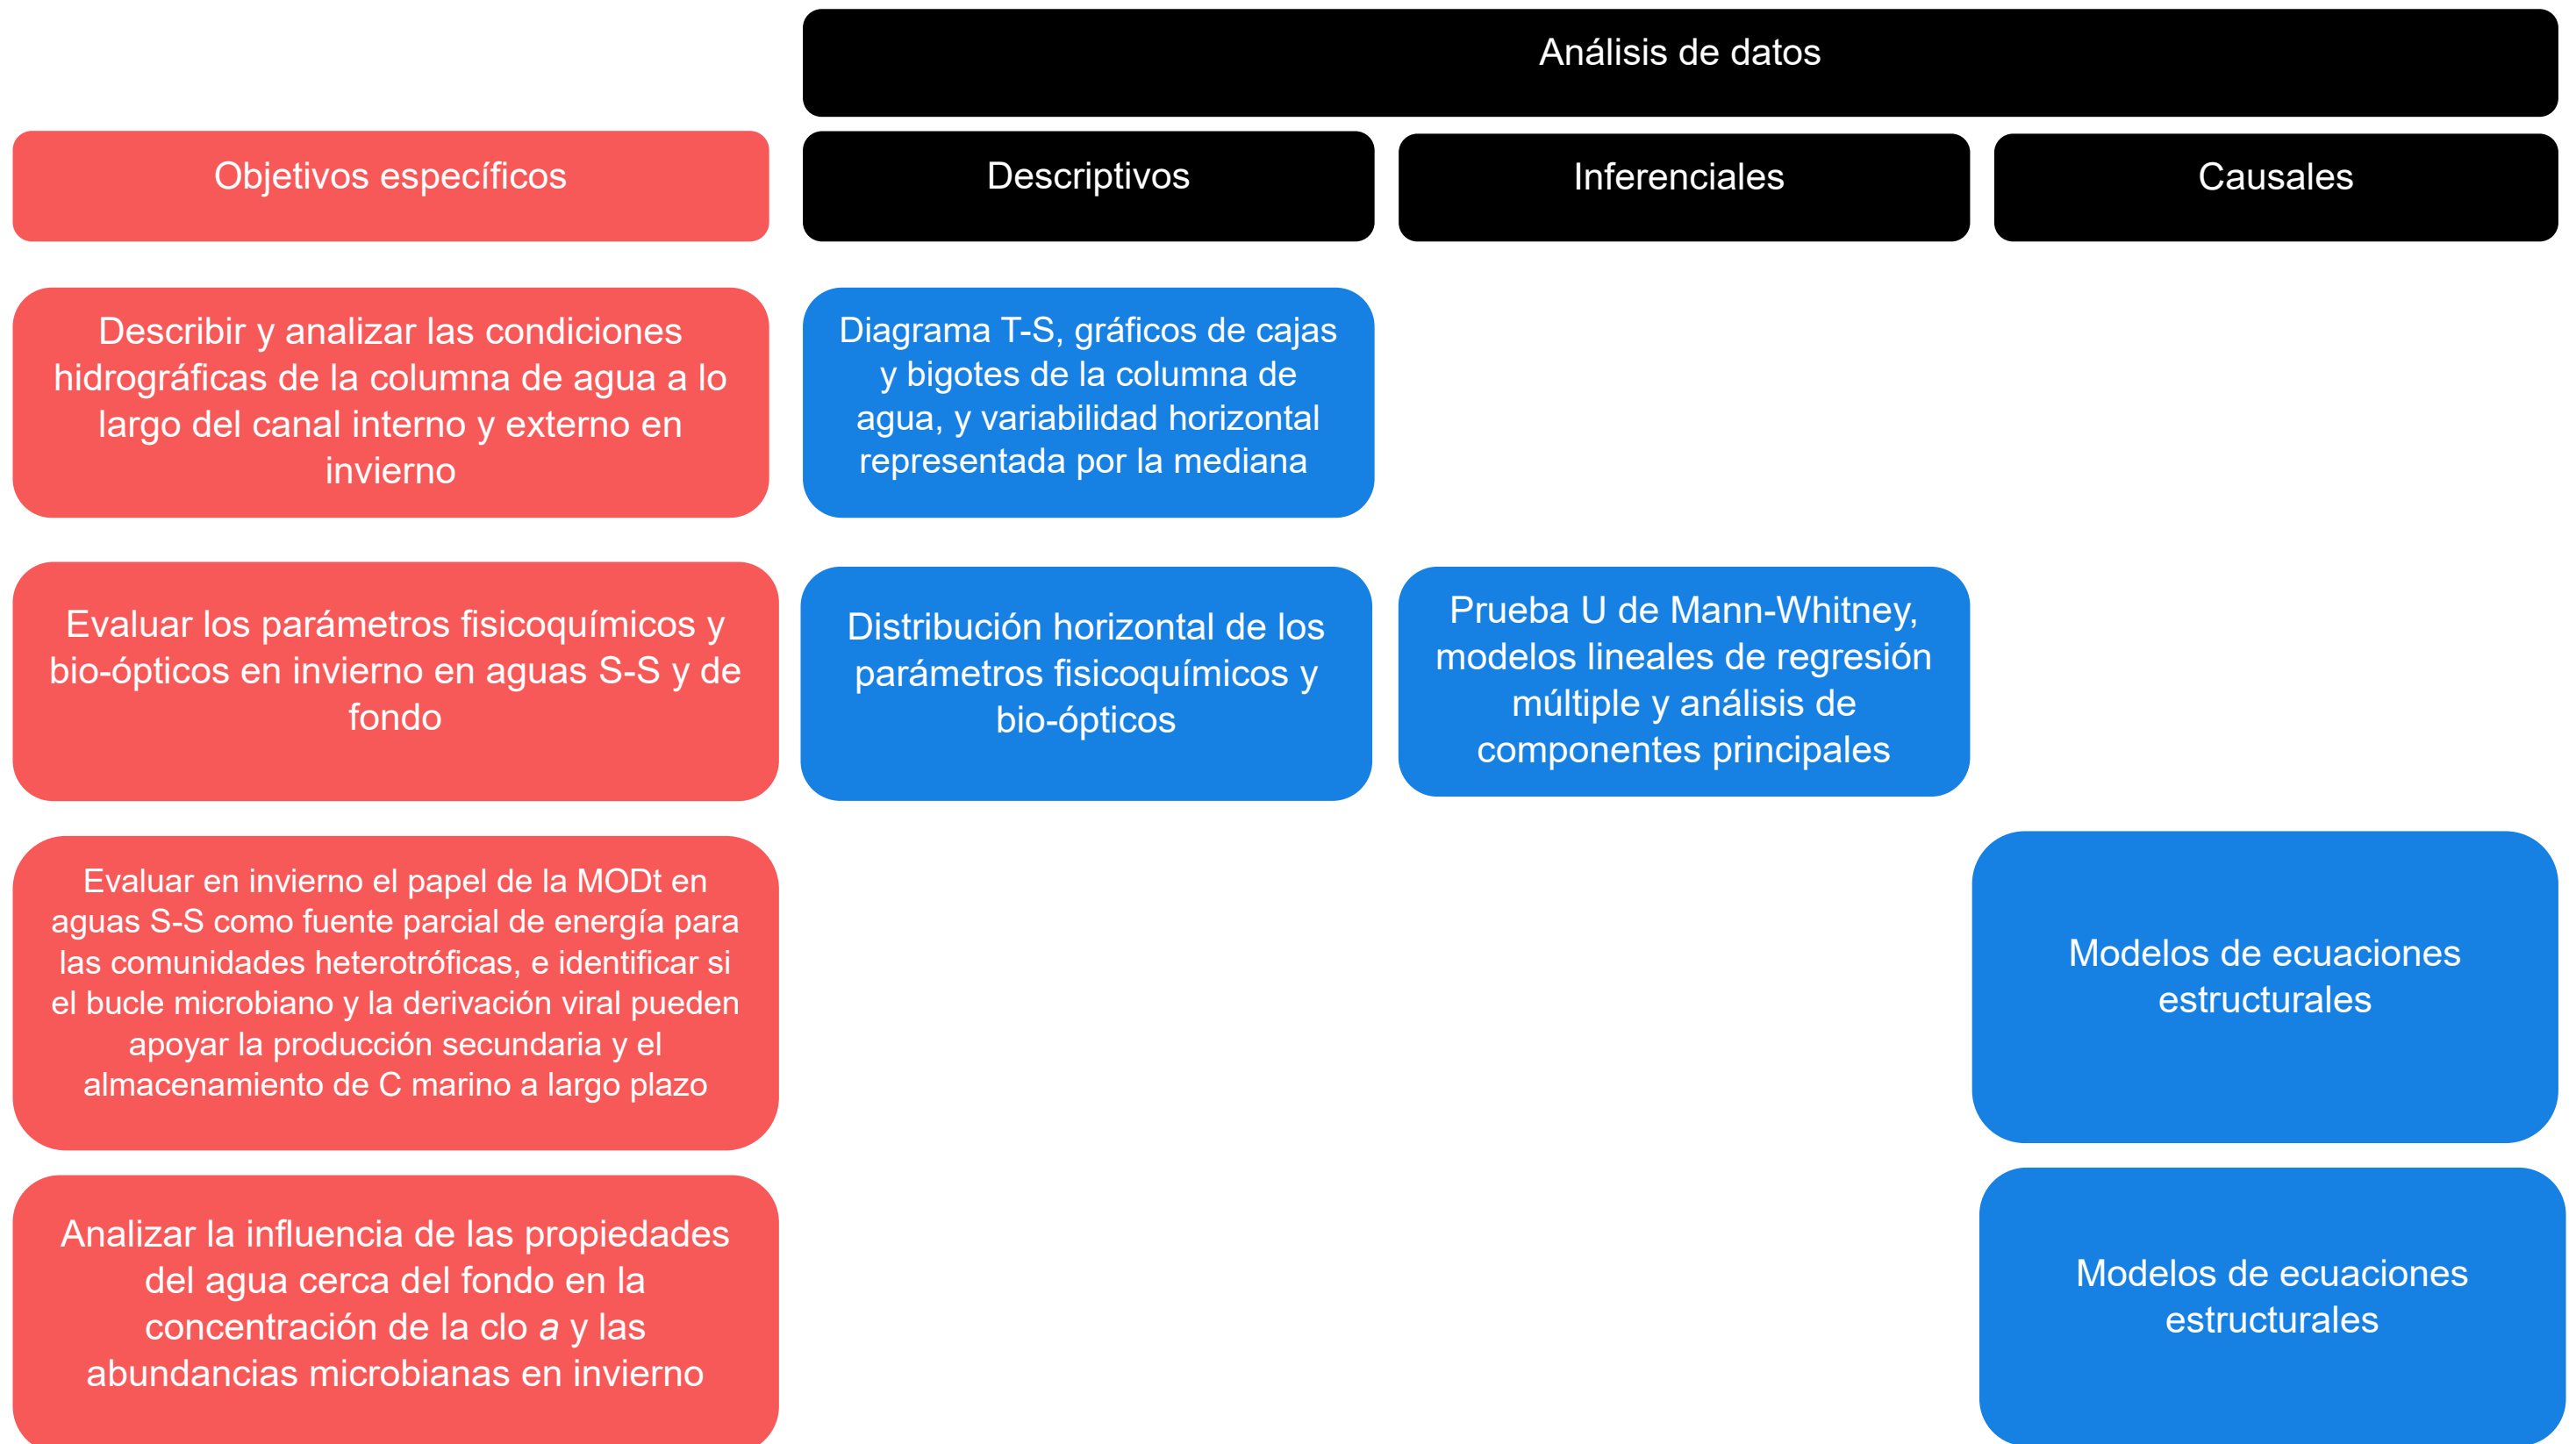 Análisis de datos
Objetivos específicos
Descriptivos
Inferenciales
Causales
Describir y analizar las condiciones
hidrográficas de la columna de agua a lo
largo del canal interno y externo en
invierno
Diagrama T-S, gráficos de cajas
y bigotes de la columna de
agua, y variabilidad horizontal
representada por la mediana
Evaluar los parámetros fisicoquímicos y
bio-ópticos en invierno en aguas S-S y de
fondo
Distribución horizontal de los
parámetros fisicoquímicos y
bio-ópticos
Prueba U de Mann-Whitney,
modelos lineales de regresión
múltiple y análisis de
componentes principales
Evaluar en invierno el papel de la MODt en
aguas S-S como fuente parcial de energía para
las comunidades heterotróficas, e identificar si
el bucle microbiano y la derivación viral pueden
apoyar la producción secundaria y el
almacenamiento de C marino a largo plazo
Modelos de ecuaciones
estructurales
Analizar la influencia de las propiedades
del agua cerca del fondo en la
concentración de la clo a y las
abundancias microbianas en invierno
Modelos de ecuaciones
estructurales